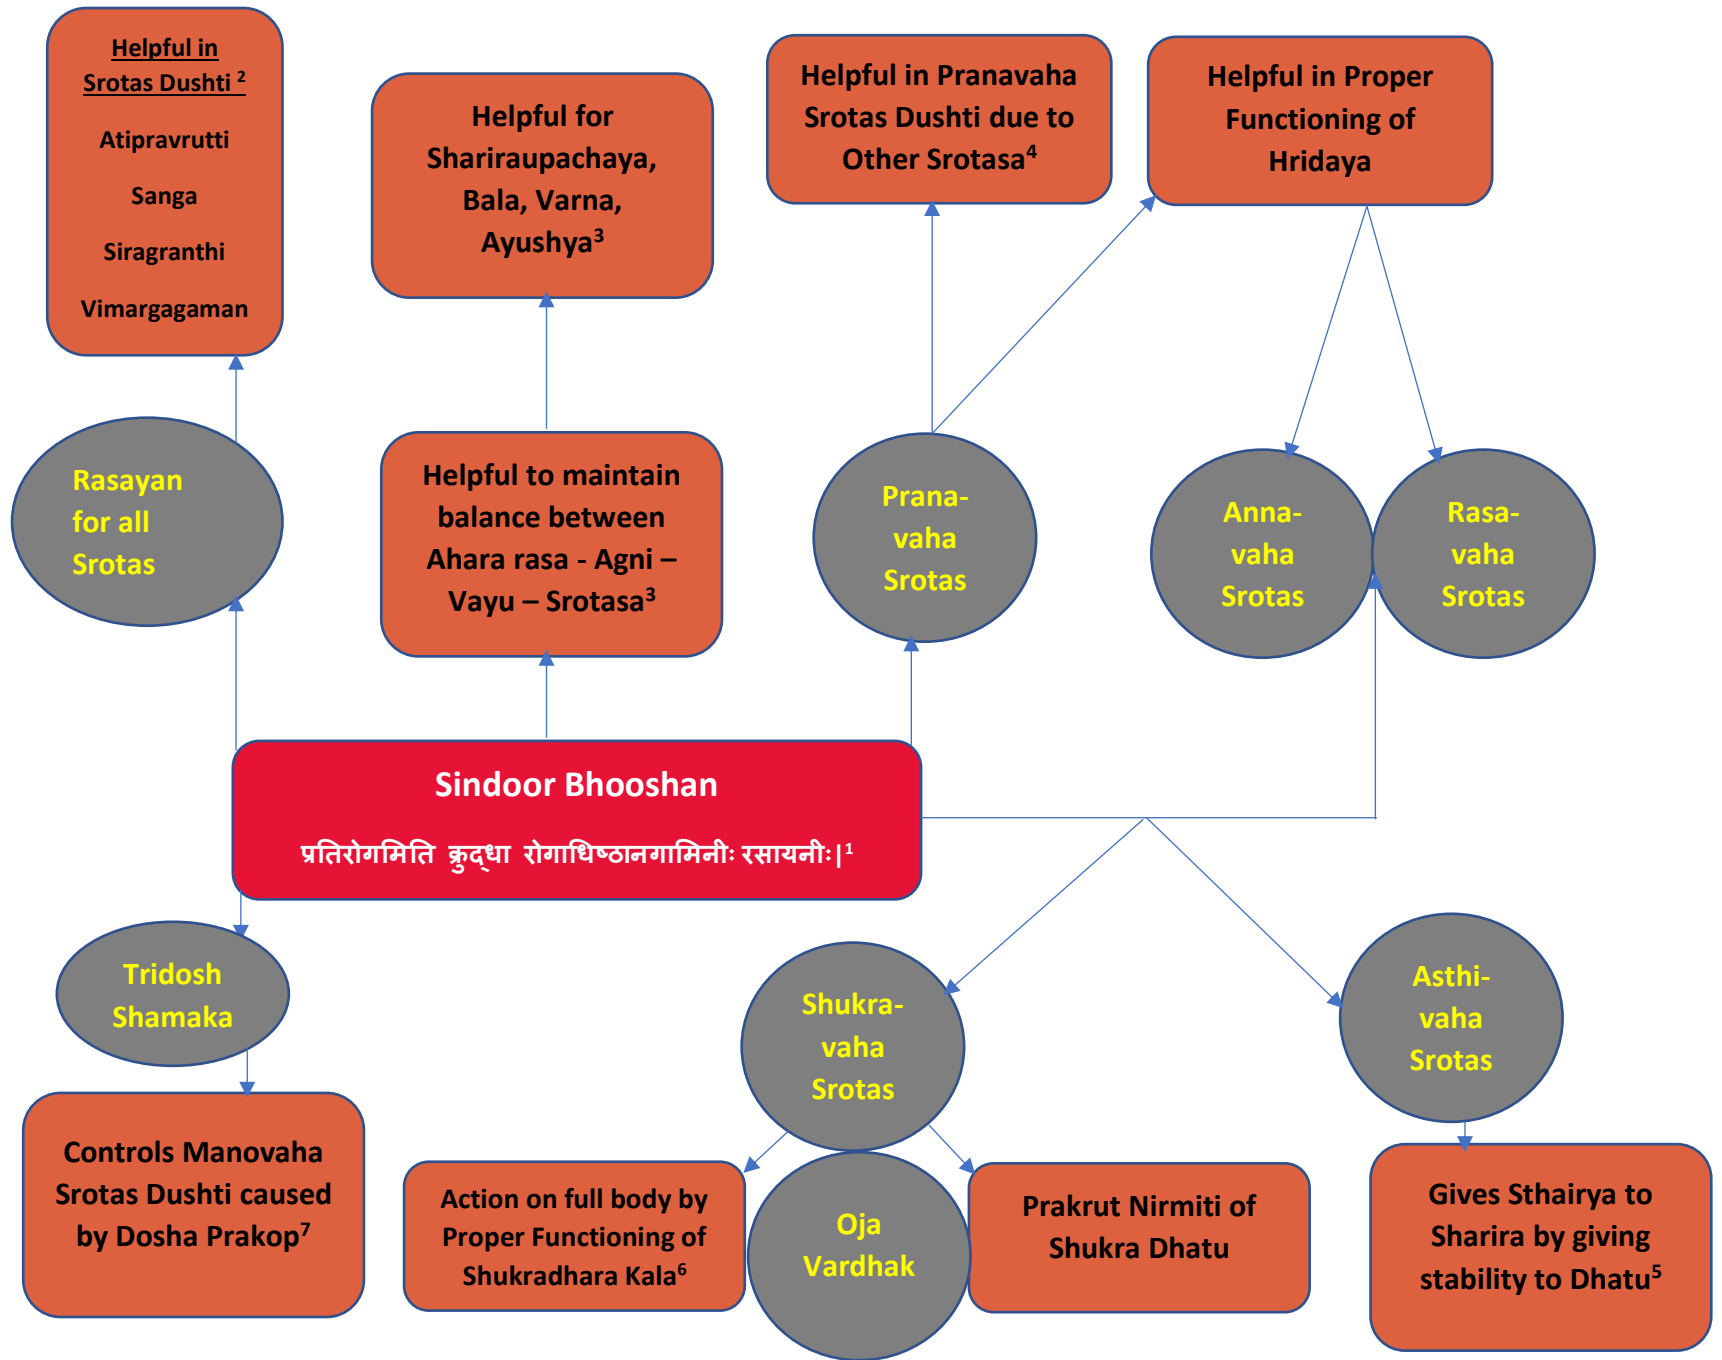 Helpful in
Srotas Dushti ²
Atipravrutti
Sanga
Siragranthi
Vimargagaman
Helpful for
Shariraupachaya,
Bala, Varna,
Ayushya³
Helpful in Pranavaha
Srotas Dushti due to
Other Srotasa⁴
Helpful in Proper
Functioning of
Hridaya
Rasayan
for all
Srotas
Helpful to maintain
balance between
Ahara rasa - Agni –
Vayu – Srotasa³
Prana-
vaha
Srotas
Anna-
vaha
Srotas
Rasa-
vaha
Srotas
Sindoor Bhooshan
प्रतिरोगमिति क्रुद्धा रोगाधिष्ठानगामिनीः रसायनीः|¹
Tridosh
Shamaka
Shukra-
vaha
Srotas
Asthi-
vaha
Srotas
Controls Manovaha
Srotas Dushti caused
by Dosha Prakop⁷
Action on full body by
Proper Functioning of
Shukradhara Kala⁶
Oja
Vardhak
Prakrut Nirmiti of
Shukra Dhatu
Gives Sthairya to
Sharira by giving
stability to Dhatu⁵